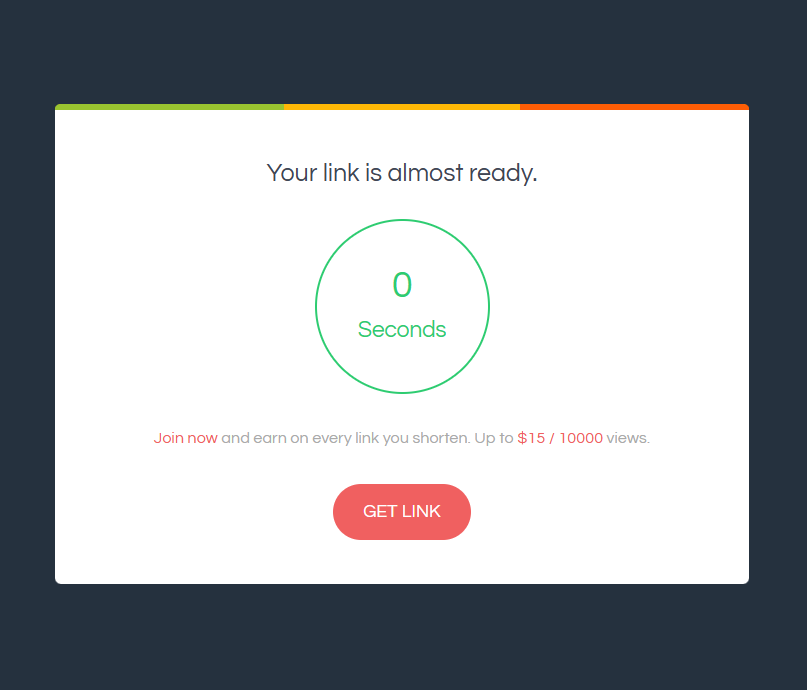 Your link is almost ready.
0
Seconds
Join now and earn on every link you shorten. Up to $15 / 10000 views.
GET LINK